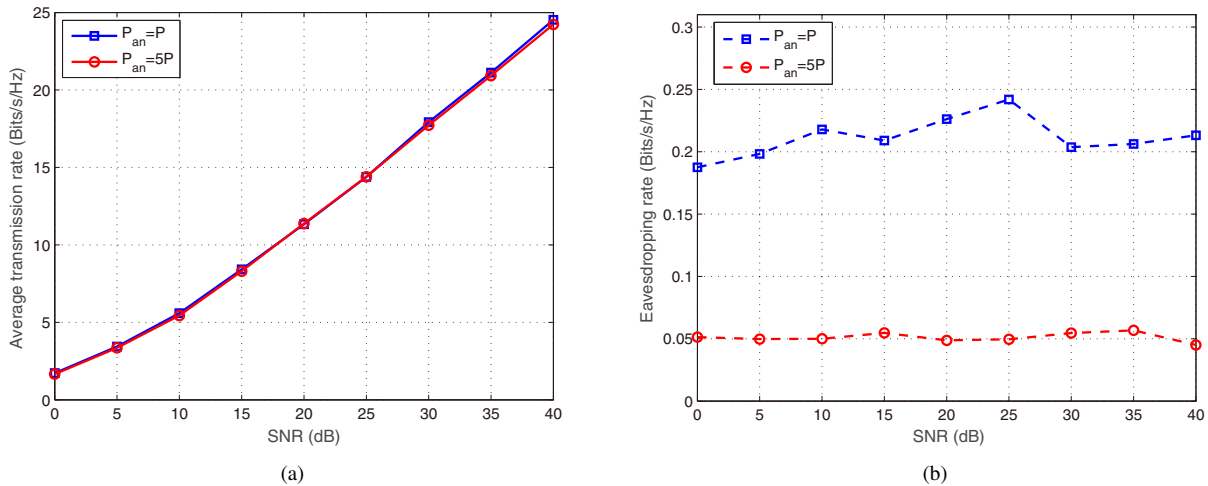 25
20
15
10
5
0
Average transmission rate (Bits/s/Hz)
P_an=P
P_an=5P
0 5 10 15 20 25 30 35 40
SNR (dB)
(a)
0.3
0.25
0.2
0.15
0.1
0.05
0
Eavesdropping rate (Bits/s/Hz)
P_an=P
P_an=5P
0 5 10 15 20 25 30 35 40
SNR (dB)
(b)